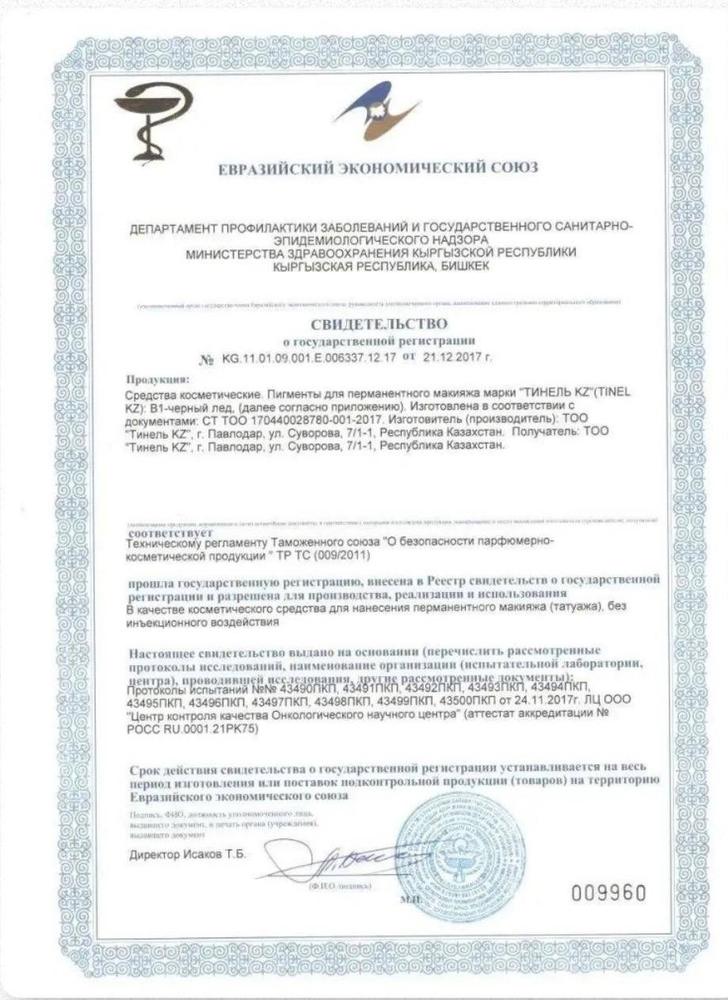 ЕВРАЗИЙСКИЙ ЭКОНОМИЧЕСКИЙ СОЮЗ
ДЕПАРТАМЕНТ ПРОФИЛАКТИКИ ЗАБОЛЕВАНИЙ И ГОСУДАРСТВЕННОГО САНИТАРНО-
ЭПИДЕМИОЛОГИЧЕСКОГО НАДЗОРА
МИНИСТЕРСТВА ЗДРАВООХРАНЕНИЯ КЫРГЫЗСКОЙ РЕСПУБЛИКИ
КЫРГЫЗСКАЯ РЕСПУБЛИКА, БИШКЕК
СВИДЕТЕЛЬСТВО
о государственной регистрации
№ KG.11.01.09.001.E.006337.12.17 от 21.12.2017 г.
Продукция:
Средства косметические. Пигменты для перманентного макияжа марки "ТИНЕЛЬ KZ"(TINEL
KZ): B1-черный лед, (далее согласно приложению). Изготовлена в соответствии с
документами: СТ ТОО 170440028780-001-2017. Изготовитель (производитель): ТОО
"Тинель KZ", г. Павлодар, ул. Суворова, 7/1-1, Республика Казахстан. Получатель: ТОО
"Тинель KZ", г. Павлодар, ул. Суворова, 7/1-1, Республика Казахстан.
соответствует
Техническому регламенту Таможенного союза "О безопасности парфюмерно-
косметической продукции " ТР ТС (009/2011)
прошла государственную регистрацию, внесена в Реестр свидетельств о государственной
регистрации и разрешена для производства, реализации и использования
В качестве косметического средства для нанесения перманентного макияжа (татуажа), без
инъекционного воздействия
Настоящее свидетельство выдано на основании (перечислить рассмотренные
протоколы исследований, наименование организации (испытательной лаборатории,
центра), проводившей исследования, другие рассмотренные документы):
Протоколы испытаний №№ 43490ПКП, 43491ПКП, 43492ПКП, 43493ПКП, 43494ПКП,
43495ПКП, 43496ПКП, 43497ПКП, 43498ПКП, 43499ПКП, 43500ПКП от 24.11.2017г. ЛЦ ООО
"Центр контроля качества Онкологического научного центра" (аттестат аккредитации №
РОСС RU.0001.21РК75)
Срок действия свидетельства о государственной регистрации устанавливается на весь
период изготовления или поставок подконтрольной продукции (товаров) на территорию
Евразийского экономического союза
Подпись, ФИО, должность уполномоченного лица,
выдавшего документ, и печать органа (учреждения),
выдавшего документ
Директор Исаков Т.Б.
(Ф.И.О./подпись)
М.П.
009960